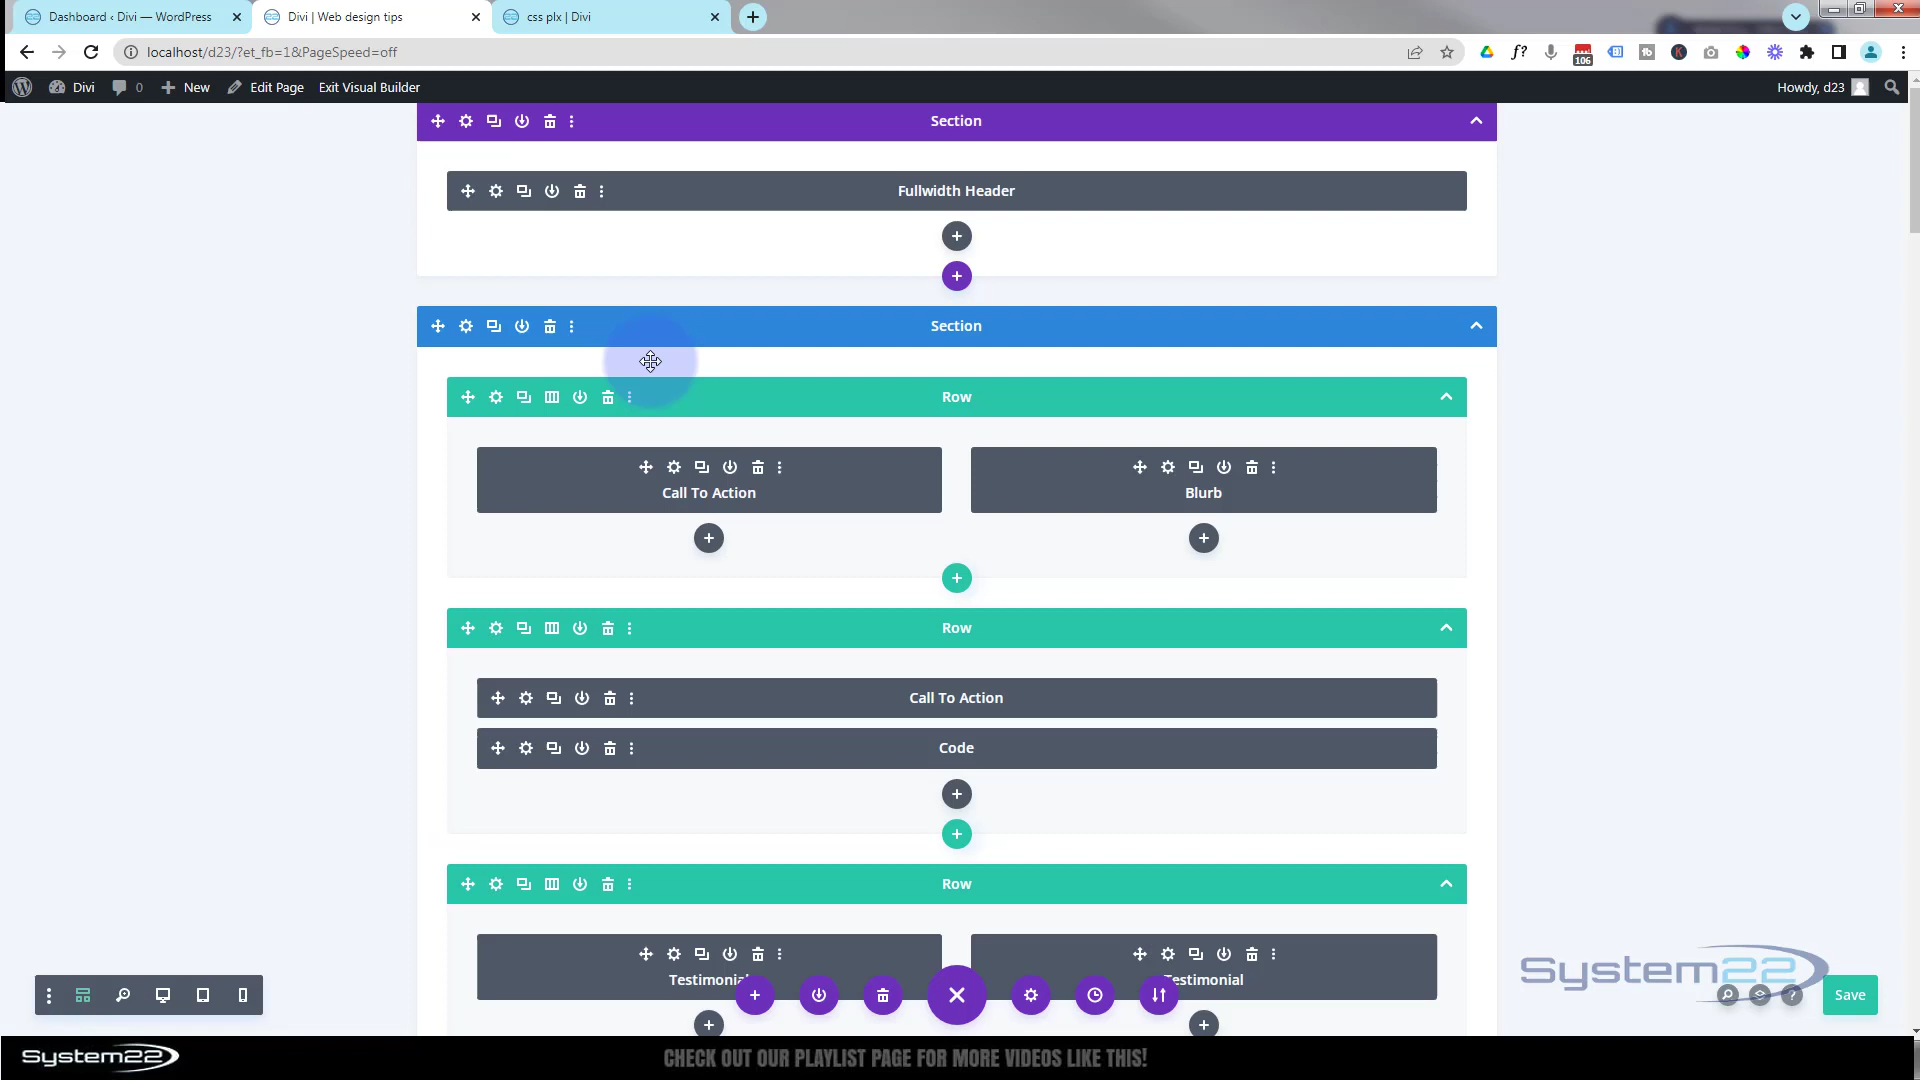 Dashboard ‹ Divi — WordPress
Divi | Web design tips
css plx | Divi
localhost/d23/?et_fb=1&PageSpeed=off
f?
106
Divi
0
New
Edit Page
Exit Visual Builder
Howdy, d23
Section
Fullwidth Header
Section
Row
Call To Action
Blurb
Row
Call To Action
Code
Row
Testimonial
Testimonial
System22
Save
System22
CHECK OUT OUR PLAYLIST PAGE FOR MORE VIDEOS LIKE THIS!